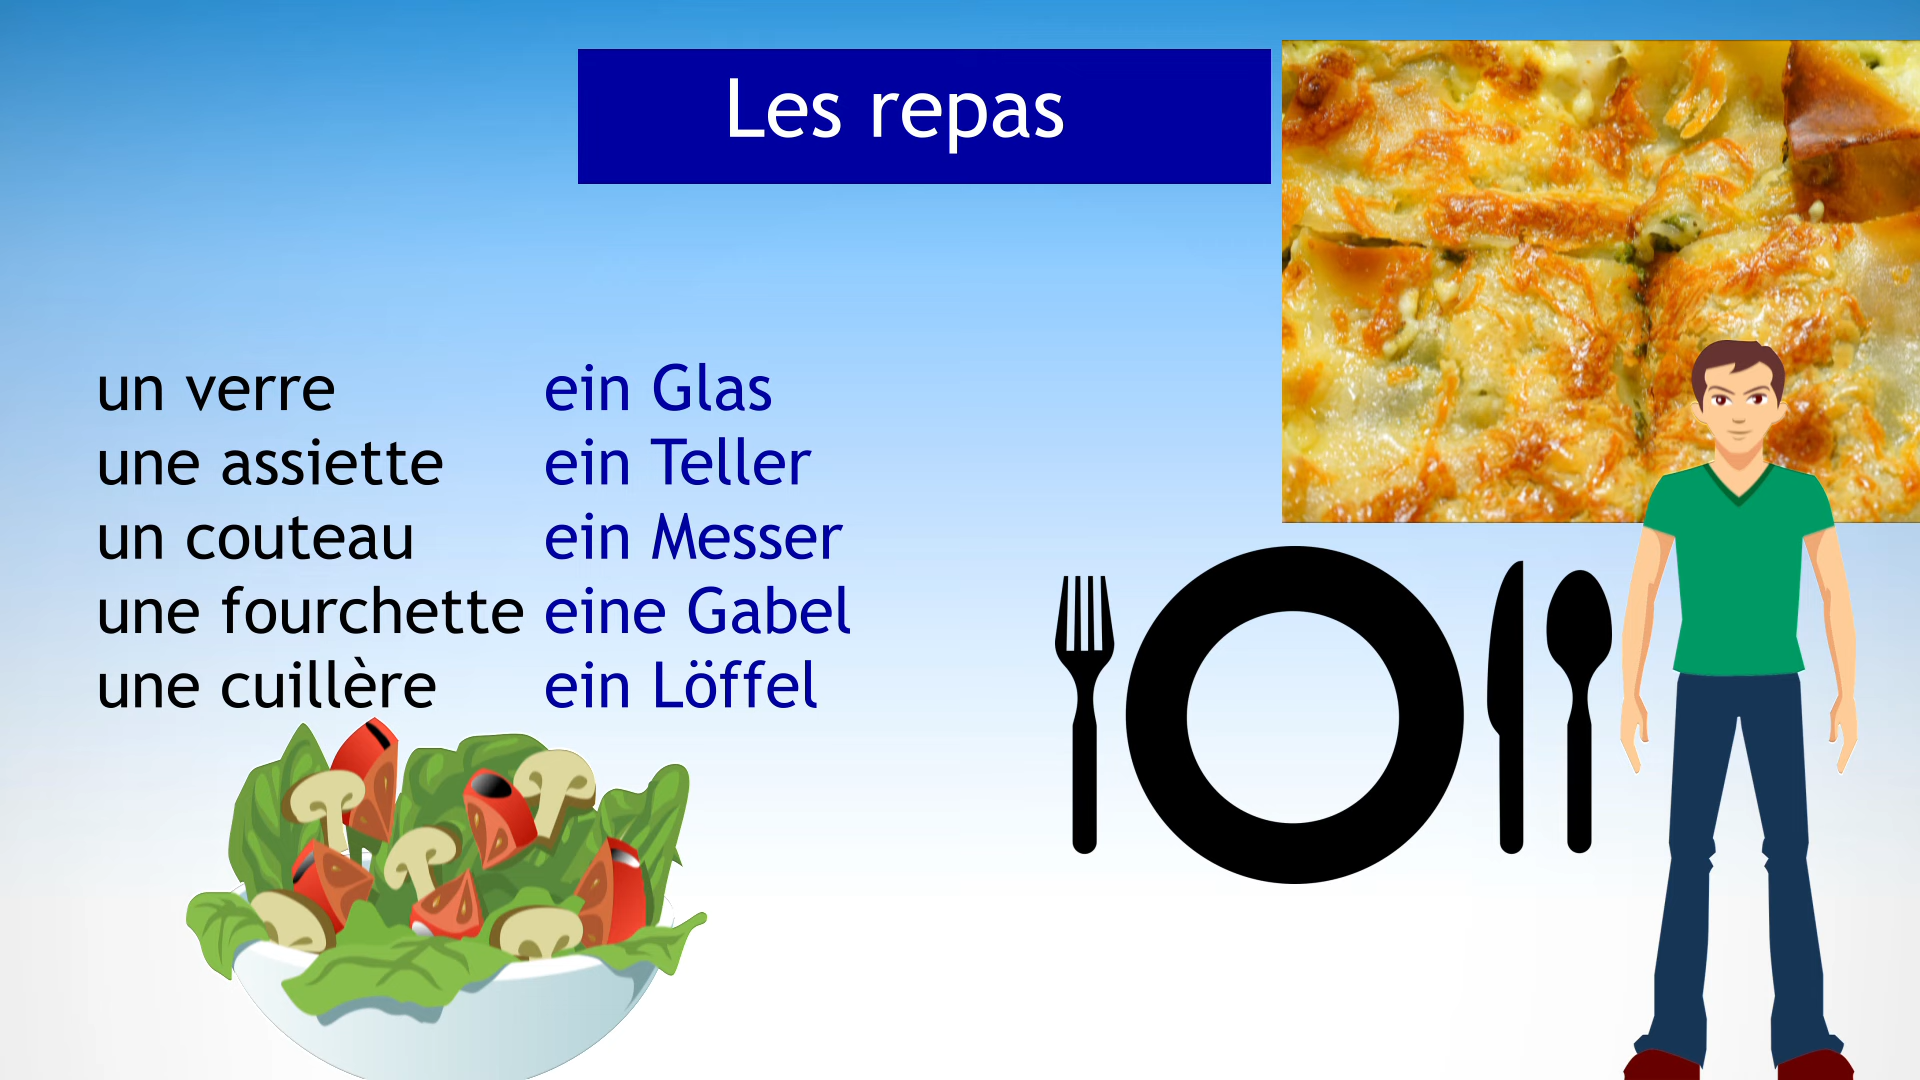 Les repas
un verre ein Glas
une assiette ein Teller
un couteau ein Messer
une fourchette eine Gabel
une cuillère ein Löffel